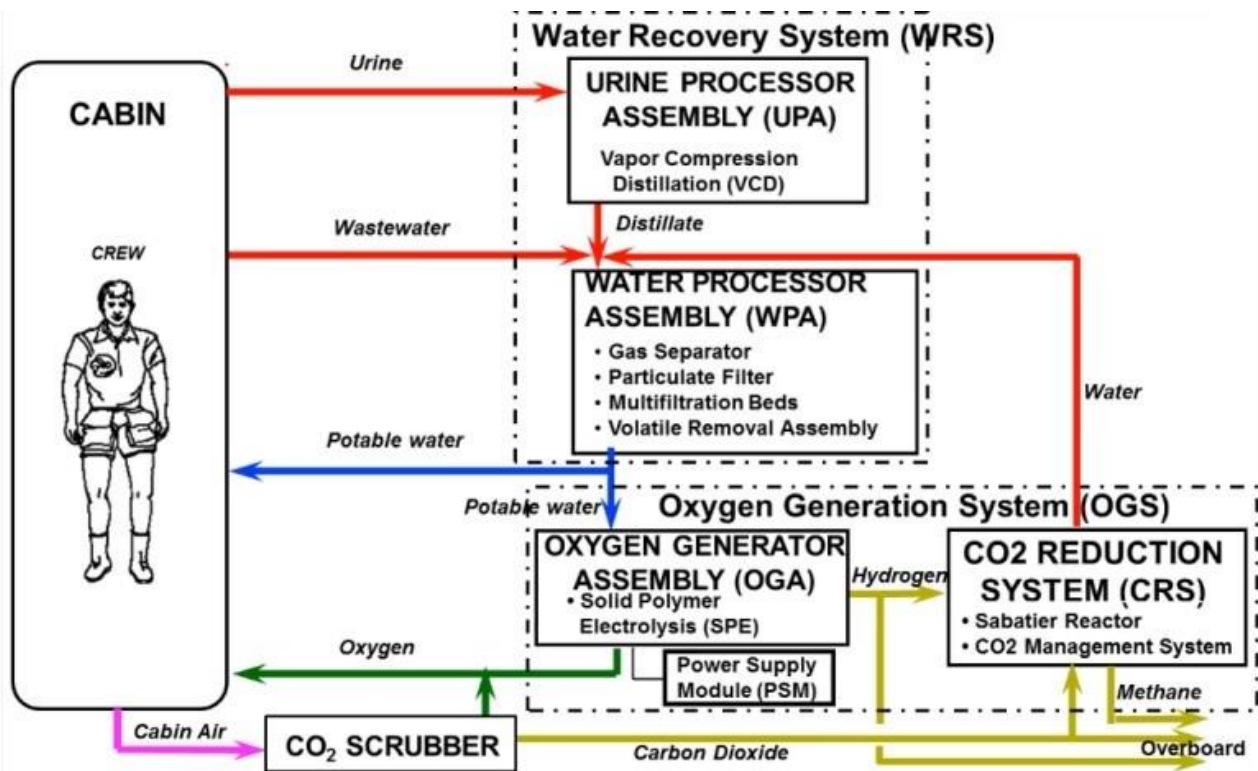 Water Recovery System (WRS)
Urine
URINE PROCESSOR
ASSEMBLY (UPA)
Vapor Compression
Distillation (VCD)
CABIN
Distillate
Wastewater
CREW
WATER PROCESSOR
ASSEMBLY (WPA)
• Gas Separator
• Particulate Filter
• Multifiltration Beds
• Volatile Removal Assembly
Water
Potable water
Potable water
Oxygen Generation System (OGS)
OXYGEN GENERATOR
ASSEMBLY (OGA)
• Solid Polymer
Electrolysis (SPE)
Hydrogen
CO2 REDUCTION
SYSTEM (CRS)
• Sabatier Reactor
• CO2 Management System
Oxygen
Power Supply
Module (PSM)
Methane
Cabin Air
CO₂ SCRUBBER
Carbon Dioxide
Overboard